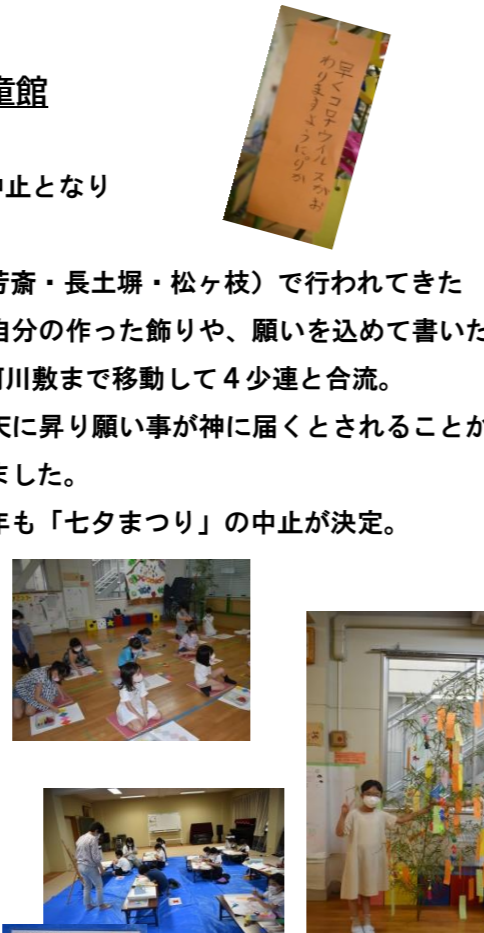 童館
早くコロナウイルスがお
わりますように
中止となり
芳斎・長土塀・松ヶ枝）で行われてきた
自分の作った飾りや、願いを込めて書いた
河川敷まで移動して４少連と合流。
天に昇り願い事が神に届くとされることか
ました。
年も「七夕まつり」の中止が決定。